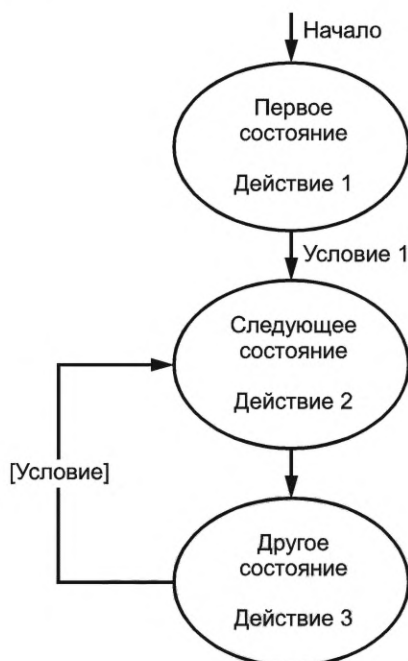 Начало
Первое
состояние
Действие 1
Условие 1
Следующее
состояние
Действие 2
[Условие]
Другое
состояние
Действие 3